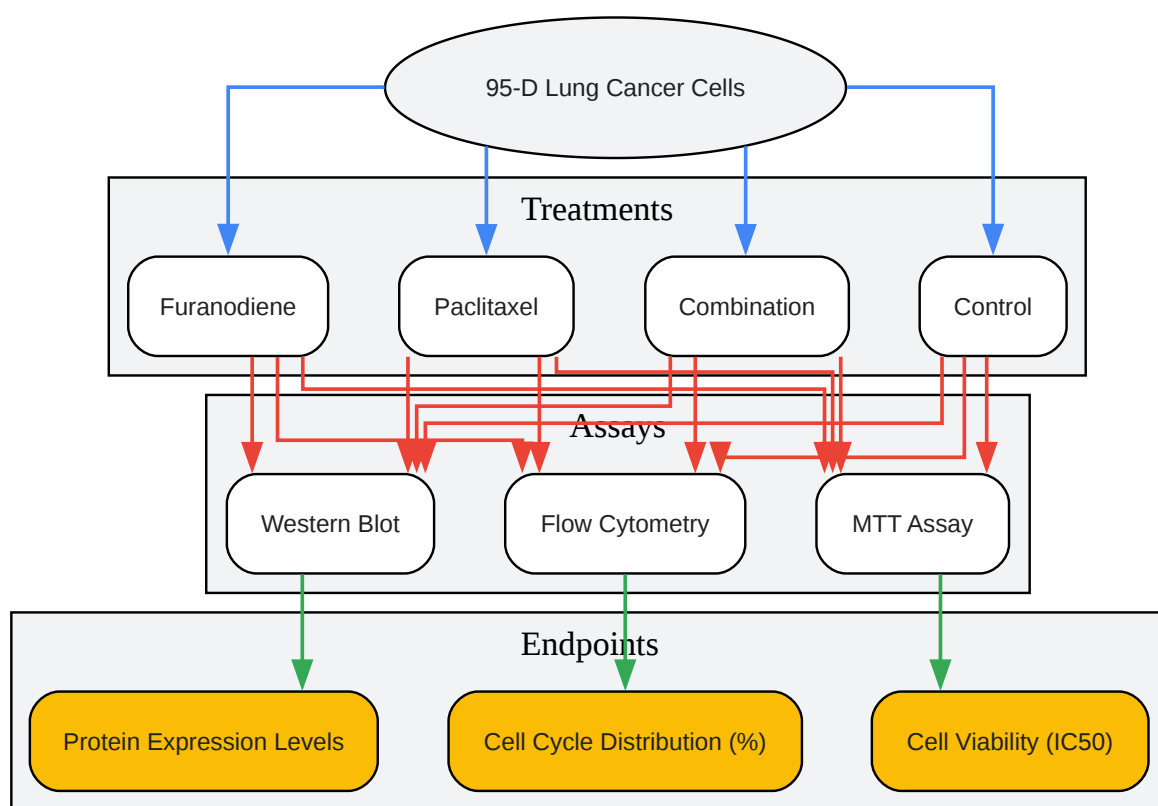 95-D Lung Cancer Cells
Treatments
Furanodiene
Paclitaxel
Combination
Control
Assays
Western Blot
Flow Cytometry
MTT Assay
Endpoints
Protein Expression Levels
Cell Cycle Distribution (%)
Cell Viability (IC50)